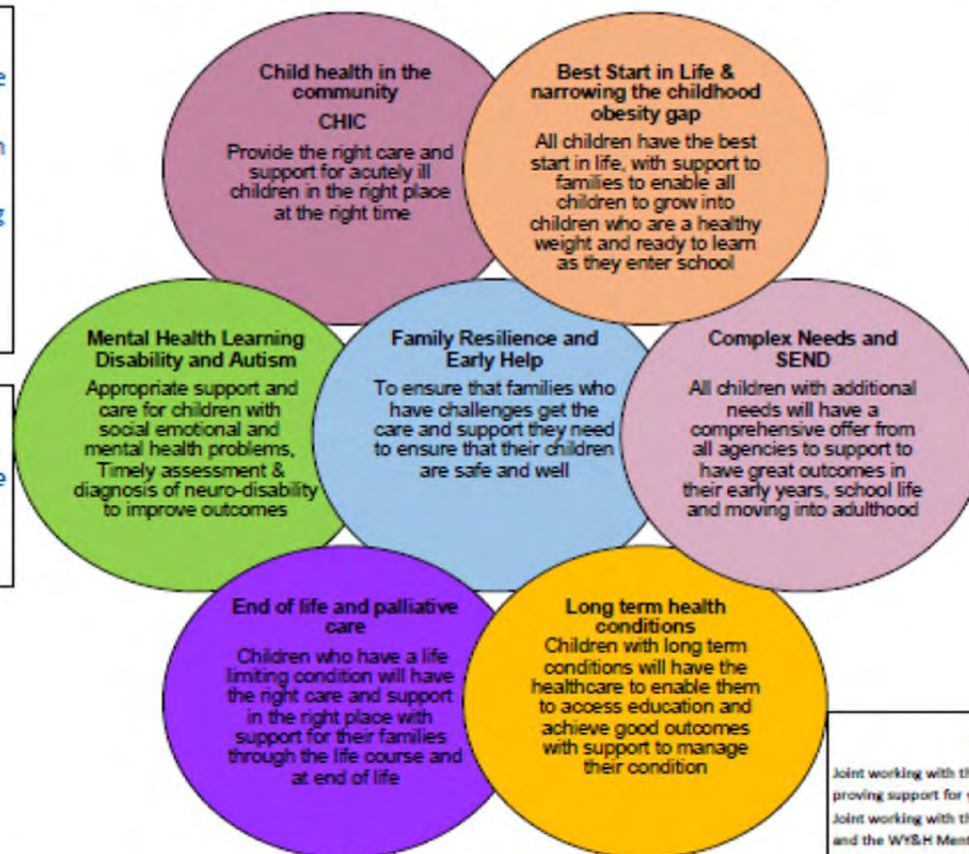 Child health in the
community
CHIC
Provide the right care and
support for acutely ill
children in the right place
at the right time
Best Start in Life &
narrowing the childhood
obesity gap
All children have the best
start in life, with support to
families to enable all
children to grow into
children who are a healthy
weight and ready to learn
as they enter school
Mental Health Learning
Disability and Autism
Appropriate support and
care for children with
social emotional and
mental health problems,
Timely assessment &
diagnosis of neuro-disability
to improve outcomes
Family Resilience and
Early Help
To ensure that families who
have challenges get the
care and support they need
to ensure that their children
are safe and well
Complex Needs and
SEND
All children with additional
needs will have a
comprehensive offer from
all agencies to support to
have great outcomes in
their early years, school life
and moving into adulthood
End of life and palliative
care
Children who have a life
limiting condition will have
the right care and support
in the right place with
support for their families
through the life course and
at end of life
Long term health
conditions
Children with long term
conditions will have the
healthcare to enable them
to access education and
achieve good outcomes
with support to manage
their condition
Joint working with
proving support for
Joint working with
and the WY&H